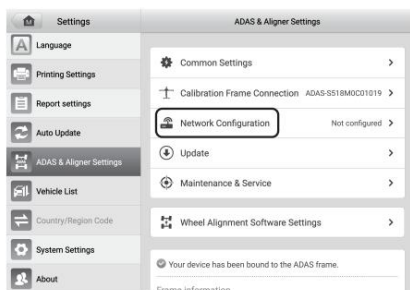 Settings
ADAS & Aligner Settings
Language
Printing Settings
Report settings
Auto Update
ADAS & Aligner Settings
Vehicle List
Country/Region Code
System Settings
About
Common Settings
Calibration Frame Connection ADAS-S518M0C01019
Network Configuration Not configured
Update
Maintenance & Service
Wheel Alignment Software Settings
Your device has been bound to the ADAS frame.
Frame information